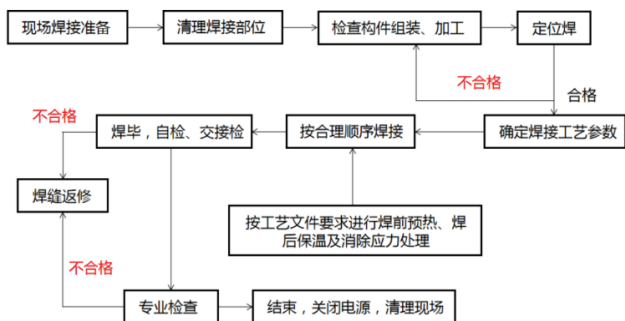 现场焊接准备
清理焊接部位
检查构件组装、加工
定位焊
不合格
合格
不合格
焊毕，自检、交接检
按合理顺序焊接
确定焊接工艺参数
焊缝返修
按工艺文件要求进行焊前预热、焊
后保温及消除应力处理
不合格
专业检查
结束，关闭电源，清理现场